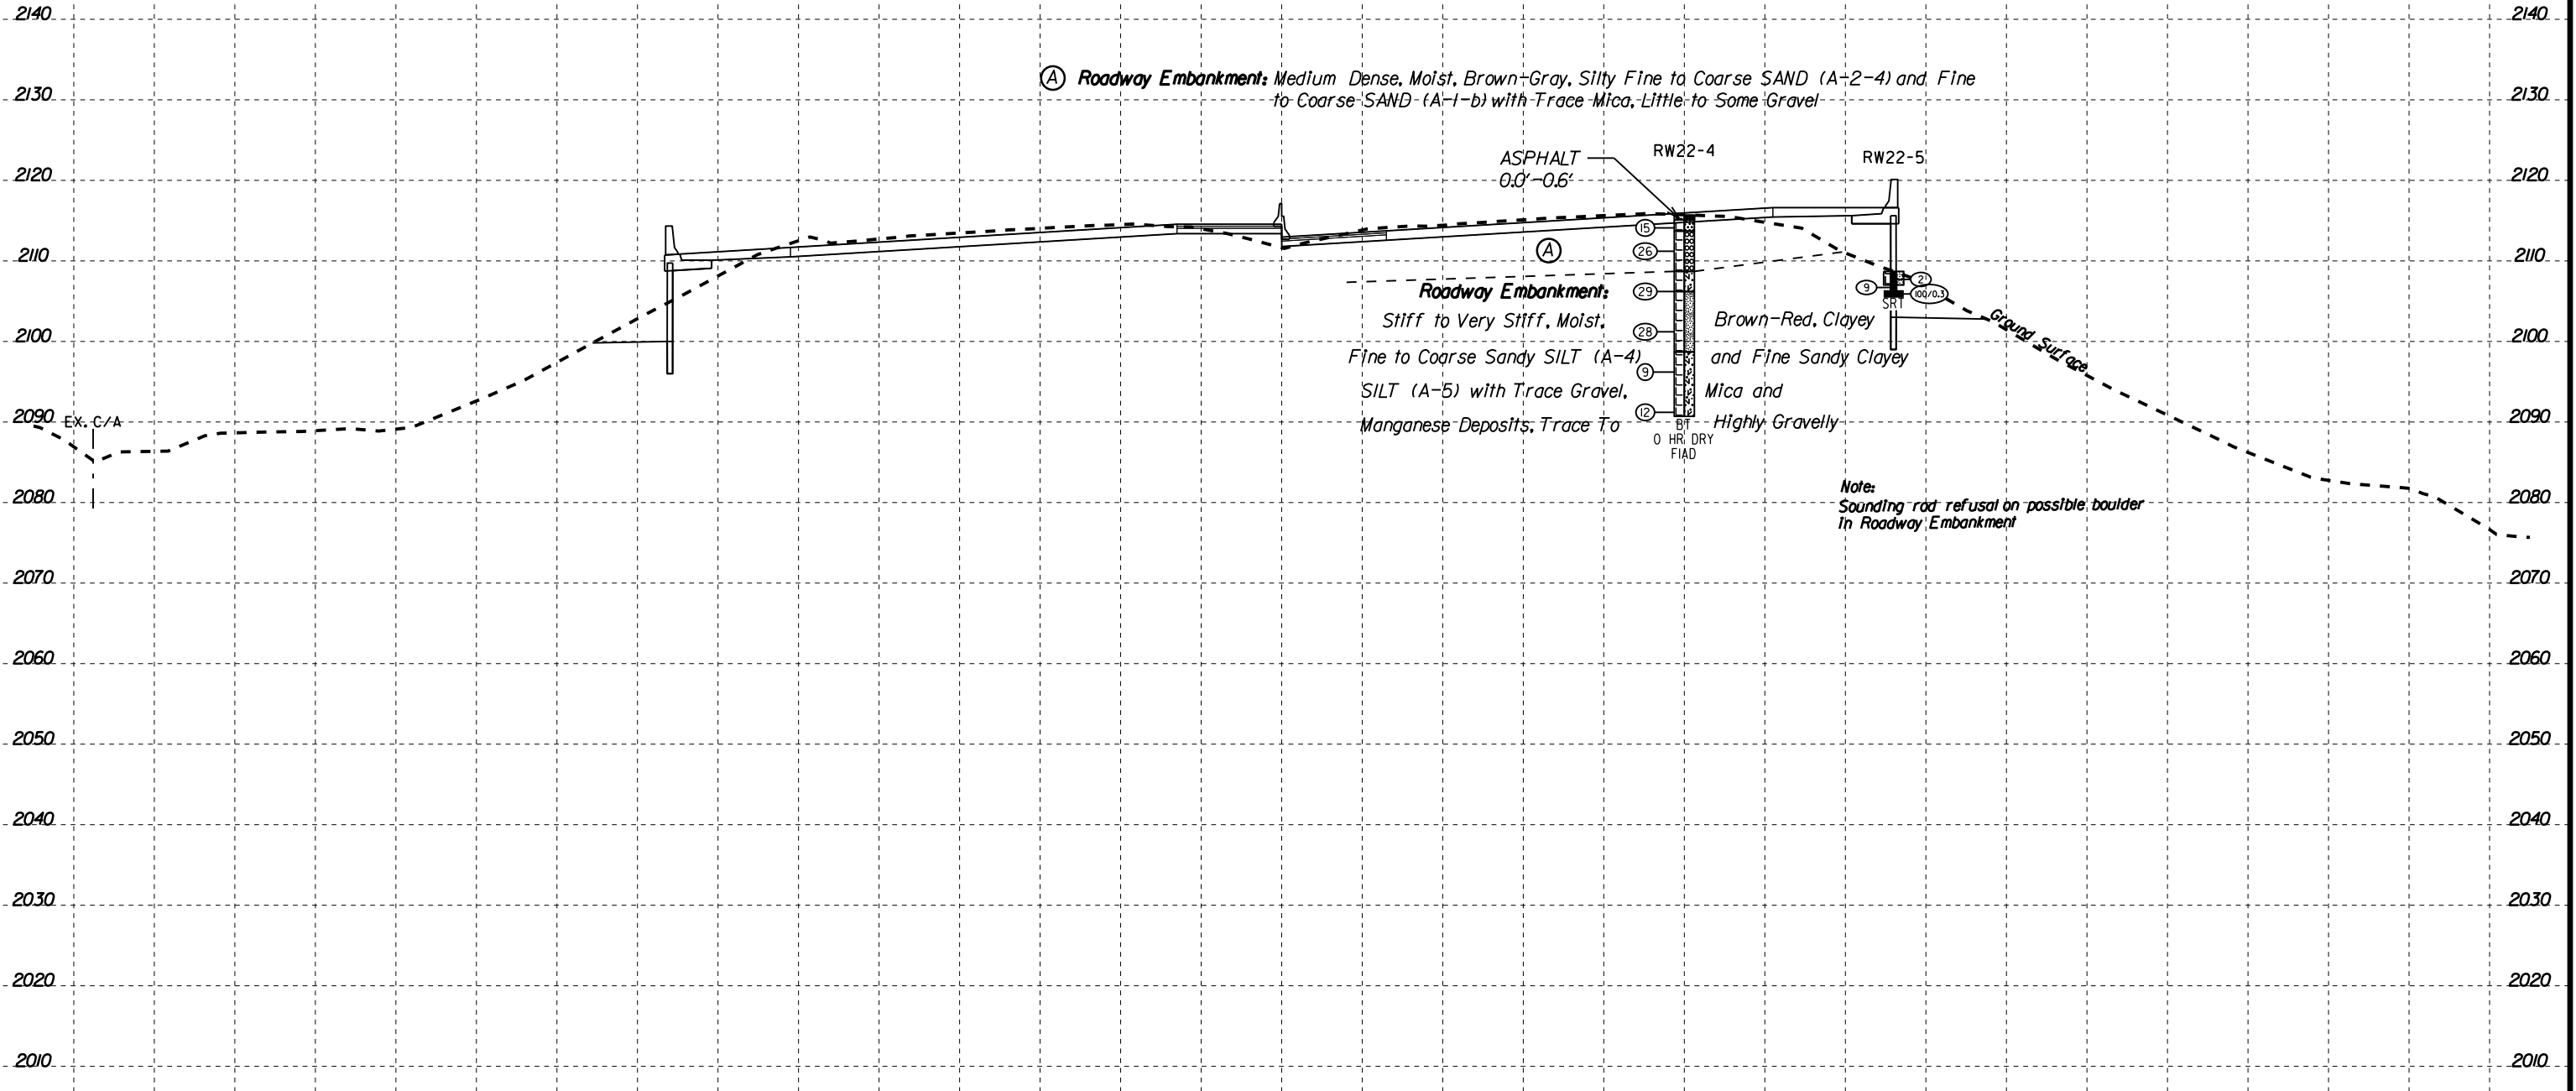 2140 2140
Ⓐ Roadway Embankment: Medium Dense, Moist, Brown-Gray, Silty Fine to Coarse SAND (A-2-4) and Fine
2130 to Coarse SAND (A-1-b) with Trace Mica, Little to Some Gravel 2130
ASPHALT RW22-4 RW22-5
2120 0.0'-0.6' 2120
15
26
2110 A 2110
2
9
100/0.3
SRT
Roadway Embankment: 29
Stiff to Very Stiff, Moist, Brown-Red, Clayey
Ground Surface
28
2100 2100
Fine to Coarse Sandy SILT (A-4) and Fine Sandy Clayey
9
SILT (A-5) with Trace Gravel, Mica and
12
2090 EX. C/A Manganese Deposits, Trace To Highly Gravelly 2090
BT
0 HR. DRY
FIAD
Note:
2080 Sounding rod refusal on possible boulder 2080
in Roadway Embankment
2070 2070
2060 2060
2050 2050
2040 2040
2030 2030
2020 2020
2010 2010